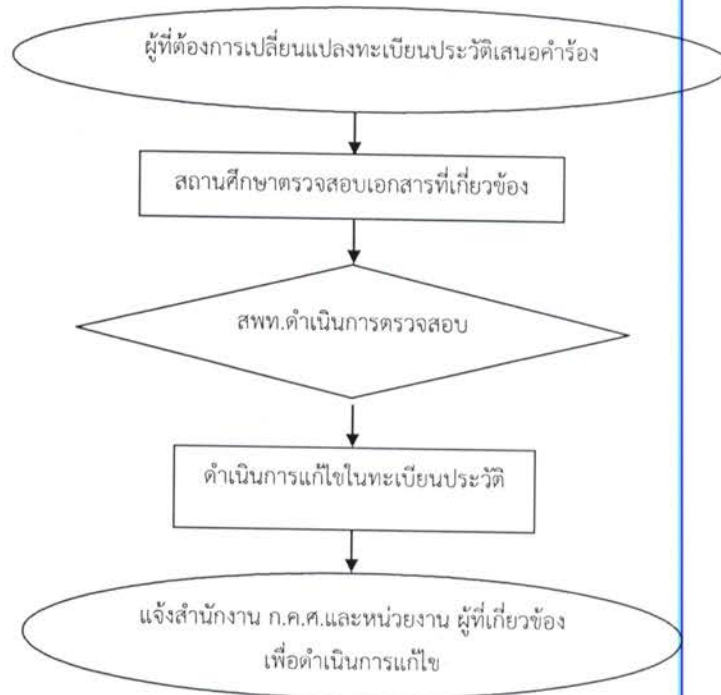 ผู้ที่ต้องการเปลี่ยนแปลงทะเบียนประวัติเสนอคำร้อง
สถานศึกษาตรวจสอบเอกสารที่เกี่ยวข้อง
สพท.ดำเนินการตรวจสอบ
ดำเนินการแก้ไขในทะเบียนประวัติ
แจ้งสำนักงาน ก.ค.ศ.และหน่วยงาน ผู้ที่เกี่ยวข้อง
เพื่อดำเนินการแก้ไข